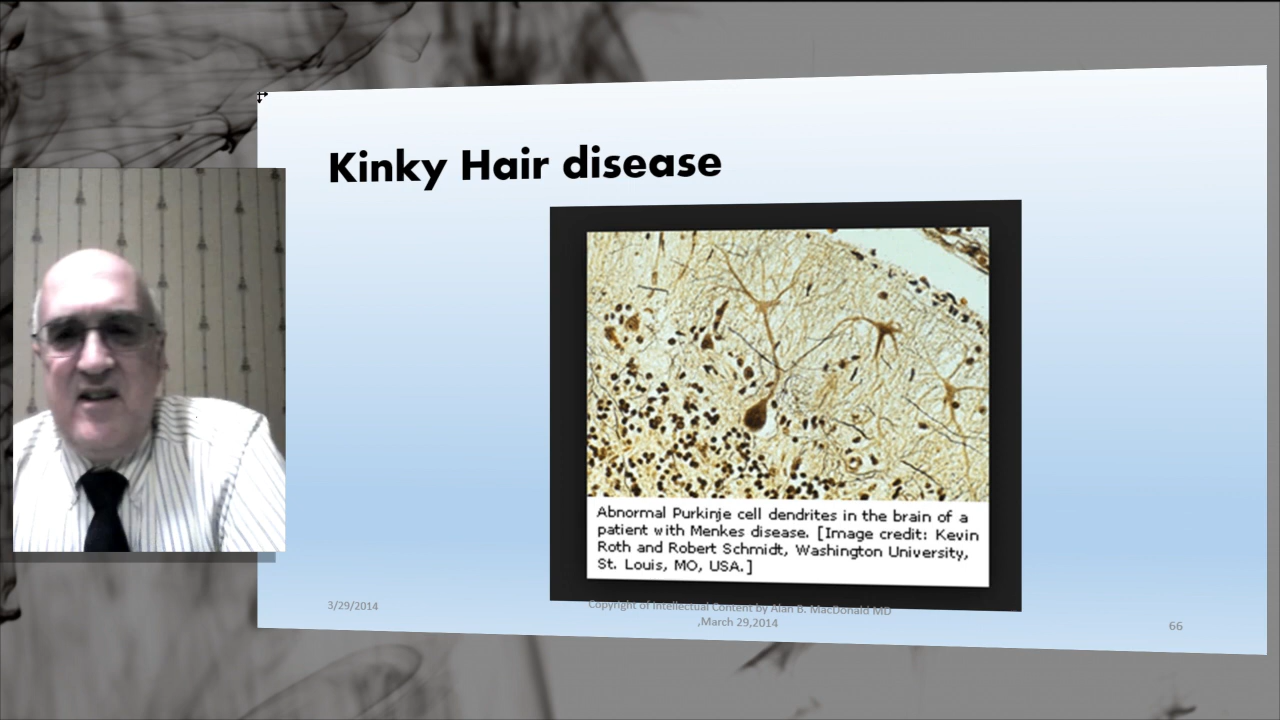 Kinky Hair disease
Abnormal Purkinje cell dendrites in the brain of a
patient with Menkes disease. [Image credit: Kevin
Roth and Robert Schmidt, Washington University,
St. Louis, MO, USA.]
3/29/2014
Copyright of Intellectual Content by Alan B. MacDonald MD
,March 29,2014
66